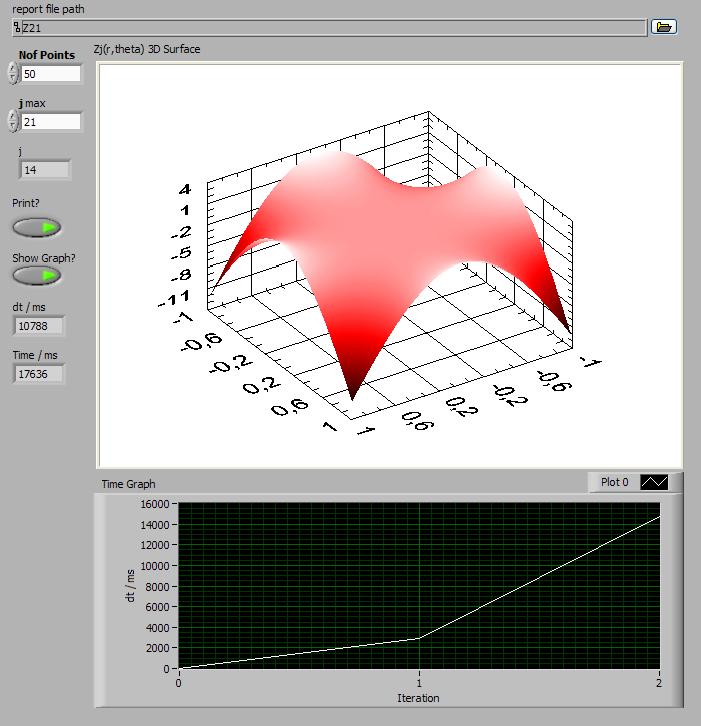 report file path
Z21
Nof Points
50
j max
21
j
14
Print?
Show Graph?
dt / ms
10788
Time / ms
17636
Zj(r,theta) 3D Surface
4
1
-2
-5
-8
-11
-1
-0,6
-0,2
0,2
0,6
1
1
0,6
0,2
-0,2
-0,6
-1
Time Graph
Plot 0
16000
14000
12000
10000
8000
6000
4000
2000
0
dt / ms
0 1 2
Iteration